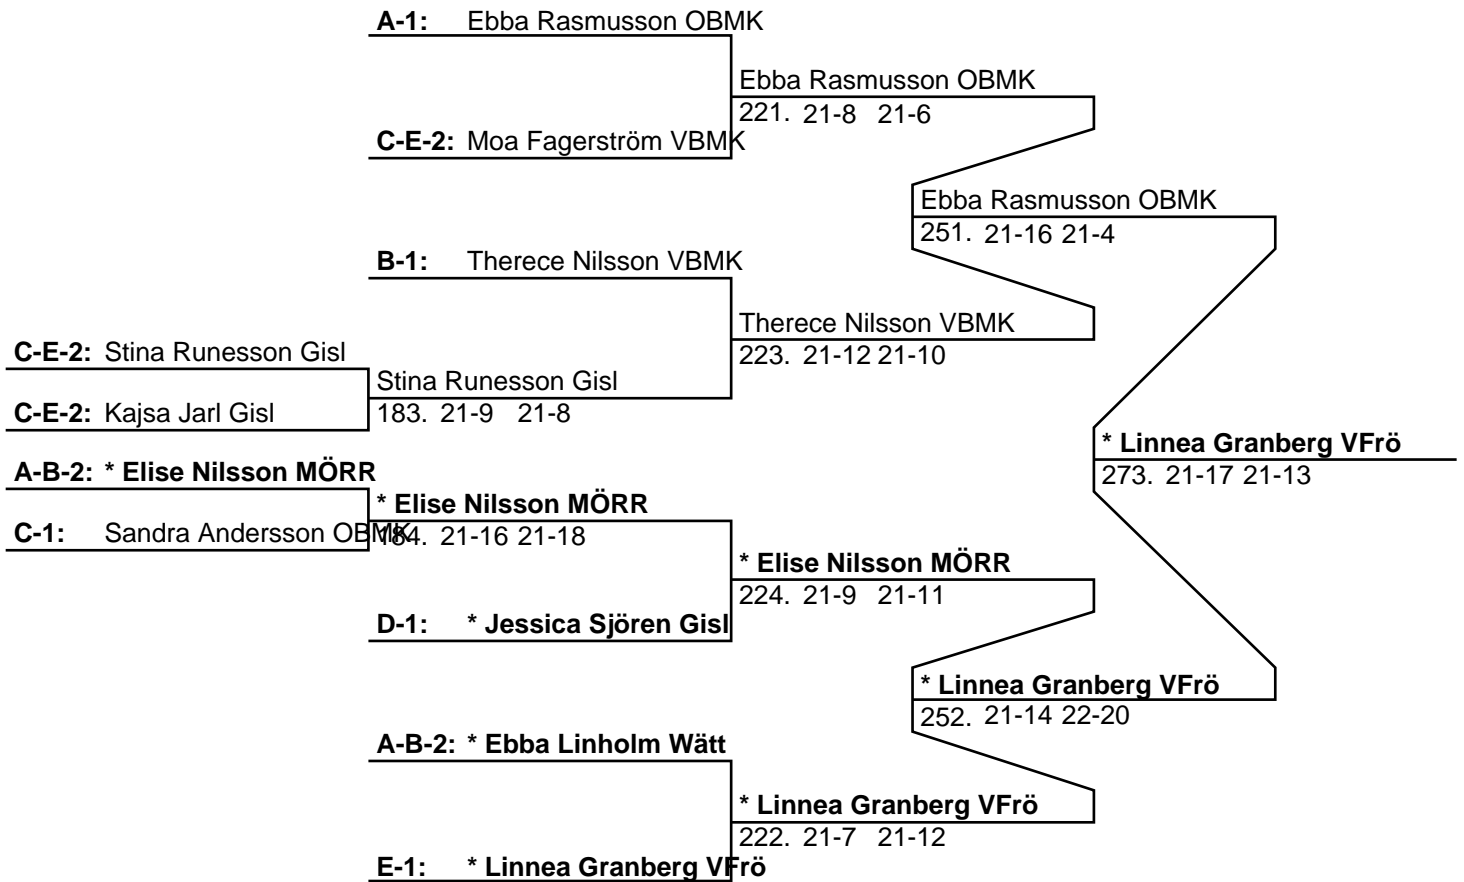 A-1: Ebba Rasmusson OBMK
Ebba Rasmusson OBMK
221. 21-8 21-6
C-E-2: Moa Fagerström VBMK
Ebba Rasmusson OBMK
251. 21-16 21-4
B-1: Therece Nilsson VBMK
Therece Nilsson VBMK
223. 21-12 21-10
C-E-2: Stina Runesson Gisl
Stina Runesson Gisl
183. 21-9 21-8
C-E-2: Kajsa Jarl Gisl
* Linnea Granberg VFrö
273. 21-17 21-13
A-B-2: * Elise Nilsson MÖRR
* Elise Nilsson MÖRR
184. 21-16 21-18
C-1: Sandra Andersson OBMK
* Elise Nilsson MÖRR
224. 21-9 21-11
D-1: * Jessica Sjören Gisl
* Linnea Granberg VFrö
252. 21-14 22-20
A-B-2: * Ebba Linholm Wätt
* Linnea Granberg VFrö
222. 21-7 21-12
E-1: * Linnea Granberg VFrö